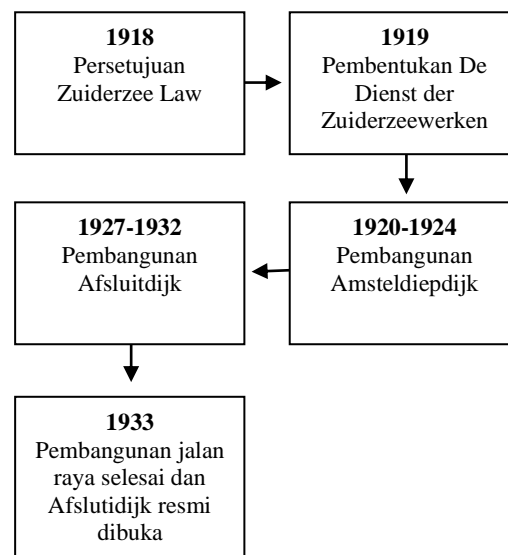 1918
Persetujuan
Zuiderzee Law
1919
Pembentukan De
Dienst der
Zuiderzeewerken
1920-1924
Pembangunan
Amsteldiepdijk
1927-1932
Pembangunan
Afsluitdijk
1933
Pembangunan jalan
raya selesai dan
Afslutidijk resmi
dibuka